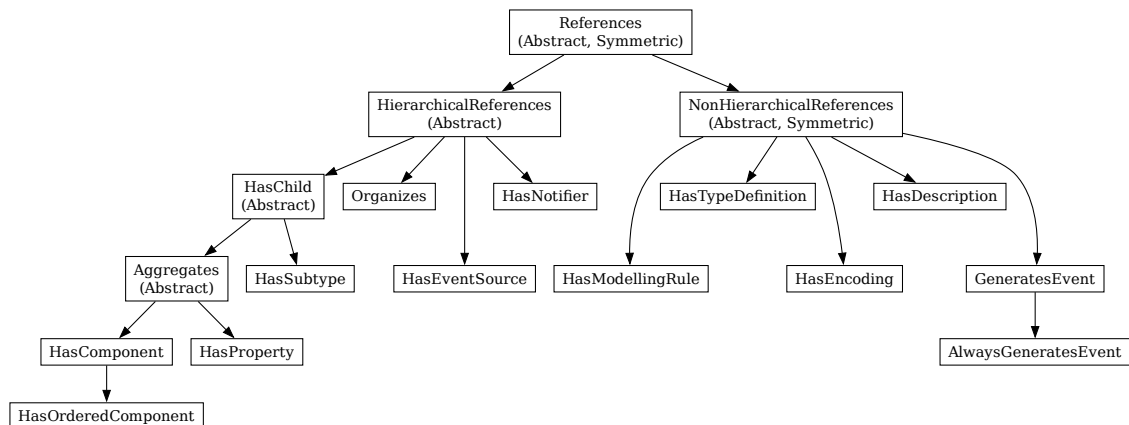 References
(Abstract, Symmetric)
HierarchicalReferences
(Abstract)
NonHierarchicalReferences
(Abstract, Symmetric)
HasChild
(Abstract)
Organizes
HasNotifier
HasTypeDefinition
HasDescription
Aggregates
(Abstract)
HasSubtype
HasEventSource
HasModellingRule
HasEncoding
GeneratesEvent
HasComponent
HasProperty
AlwaysGeneratesEvent
HasOrderedComponent